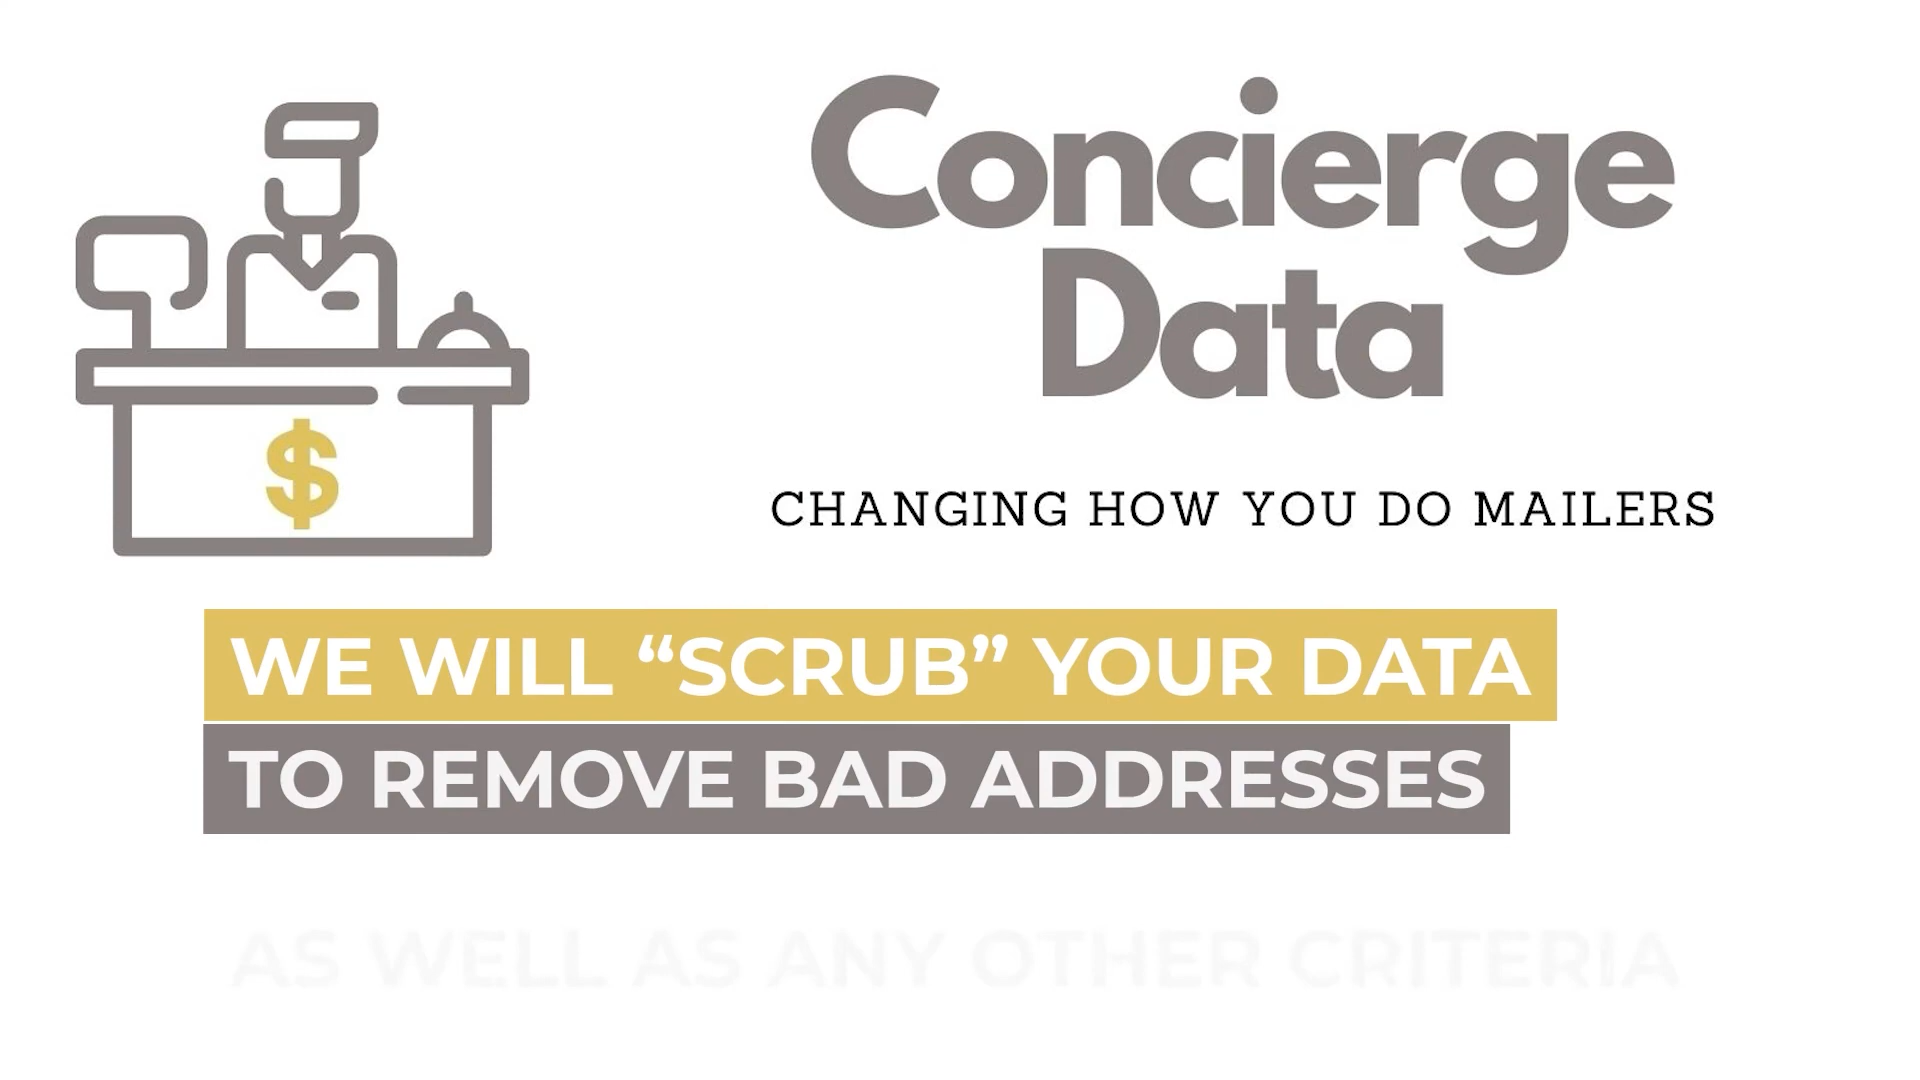 Concierge
Data
CHANGING HOW YOU DO MAILERS
$
WE WILL “SCRUB” YOUR DATA
TO REMOVE BAD ADDRESSES
AS WELL AS ANY OTHER CRITERIA